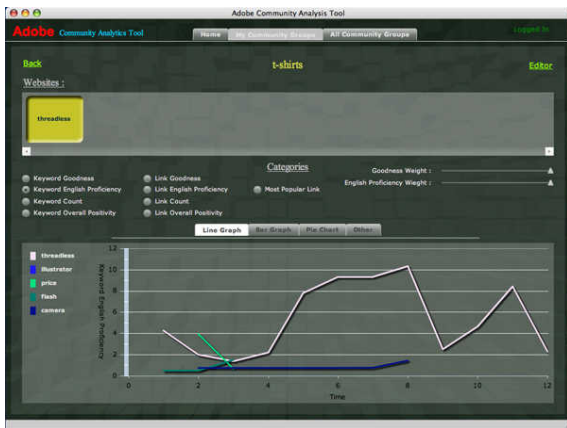 Adobe Community Analysis Tool
Adobe Community Analytics Tool
Home My Community Groups All Community Groups
Logged In
Back t-shirts Editor
Websites :
threadless
Categories
Goodness Weight :
English Proficiency Wieght :
Keyword Goodness Link Goodness
Keyword English Proficiency Link English Proficiency Most Popular Link
Keyword Count Link Count
Keyword Overall Positivity Link Overall Positivity
Line Graph Bar Graph Pie Chart Other
threadless
illustrator
price
flash
camera
Keyword English Proficiency
12
10
8
6
4
2
0
0 2 4 6 8 10 12
Time